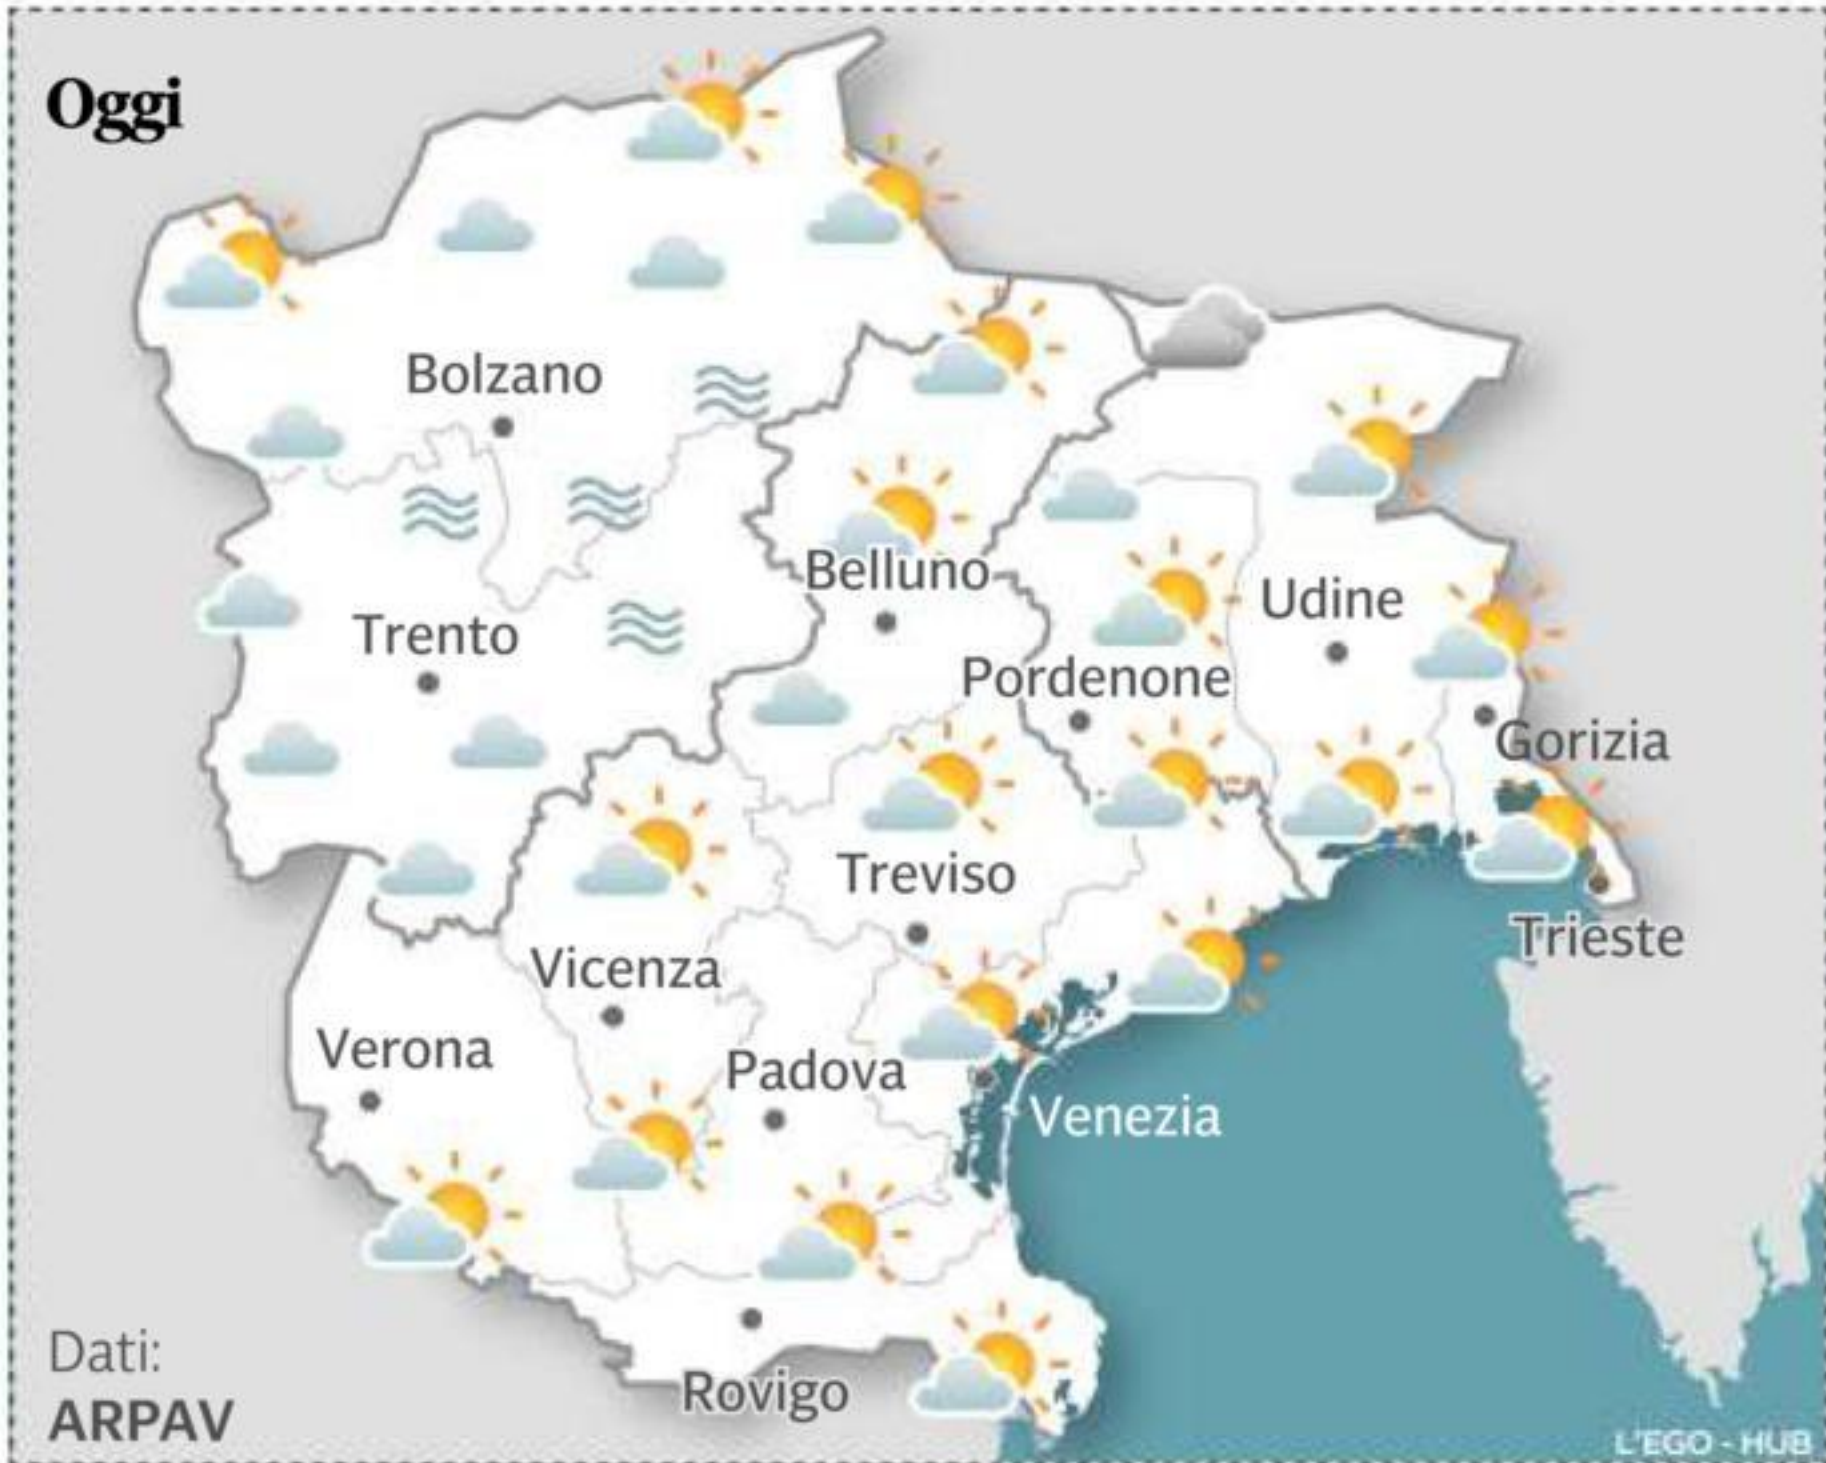 Oggi
Bolzano
Belluno
Udine
Trento
Pordenone
Gorizia
Treviso
Trieste
Vicenza
Verona
Padova
Venezia
Dati:
ARPAV
Rovigo
L'EGO - HUB